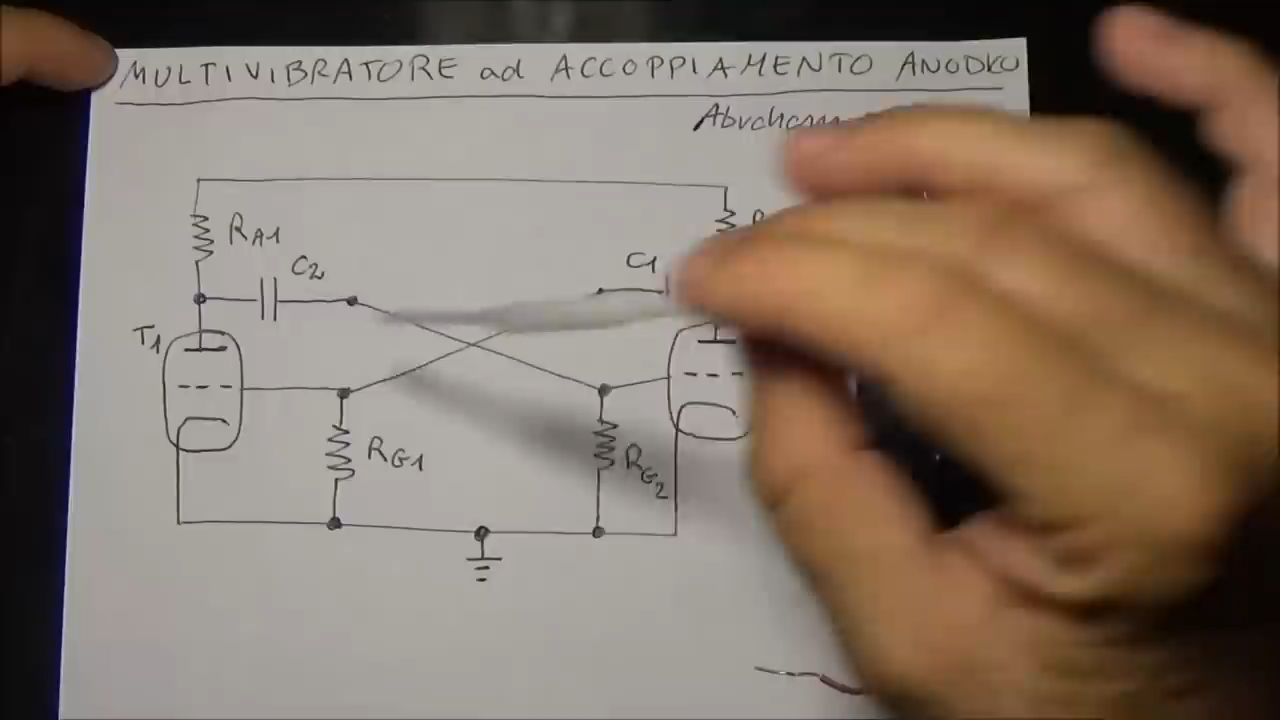 MULTIVIBRATORE ad ACCOPPIAMENTO ANODICO
RA1
C2
C1
T1
RG1
RG2